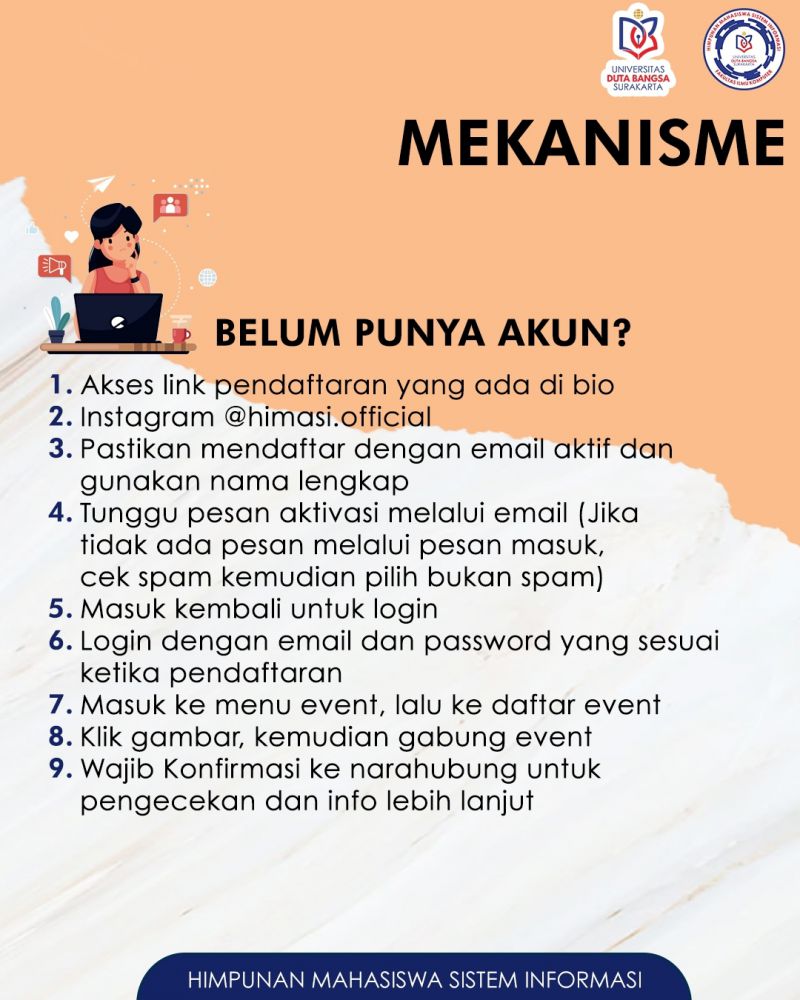 UNIVERSITAS
DUTA BANGSA
SURAKARTA
HIMPUNAN MAHASISWA SISTEM INFORMASI
UNIVERSITAS
DUTA BANGSA
SURAKARTA
FAKULTAS ILMU KOMPUTER
MEKANISME
BELUM PUNYA AKUN?
1. Akses link pendaftaran yang ada di bio
2. Instagram @himasi.official
3. Pastikan mendaftar dengan email aktif dan
gunakan nama lengkap
4. Tunggu pesan aktivasi melalui email (Jika
tidak ada pesan melalui pesan masuk,
cek spam kemudian pilih bukan spam)
5. Masuk kembali untuk login
6. Login dengan email dan password yang sesuai
ketika pendaftaran
7. Masuk ke menu event, lalu ke daftar event
8. Klik gambar, kemudian gabung event
9. Wajib Konfirmasi ke narahubung untuk
pengecekan dan info lebih lanjut
HIMPUNAN MAHASISWA SISTEM INFORMASI